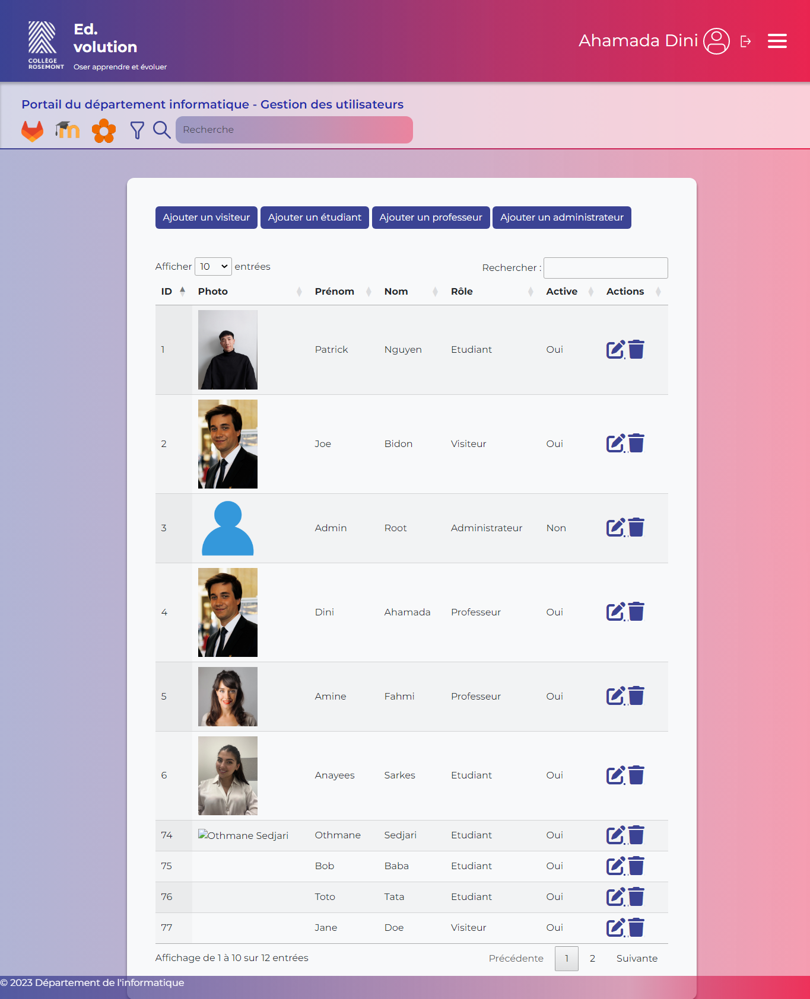 COLLÈGE
ROSEMONT
Ed.
volution
Oser apprendre et évoluer
Ahamada Dini
Portail du département informatique - Gestion des utilisateurs
Recherche
Ajouter un visiteur Ajouter un étudiant Ajouter un professeur Ajouter un administrateur
Afficher 10 entrées Rechercher :
ID Photo Prénom Nom Rôle Active Actions
1 Patrick Nguyen Etudiant Oui
2 Joe Bidon Visiteur Oui
3 Admin Root Administrateur Non
4 Dini Ahamada Professeur Oui
5 Amine Fahmi Professeur Oui
6 Anayees Sarkes Etudiant Oui
74 Othmane Sedjari Othmane Sedjari Etudiant Oui
75 Bob Baba Etudiant Oui
76 Toto Tata Etudiant Oui
77 Jane Doe Visiteur Oui
Affichage de 1 à 10 sur 12 entrées Précédente 1 2 Suivante
© 2023 Département de l'informatique